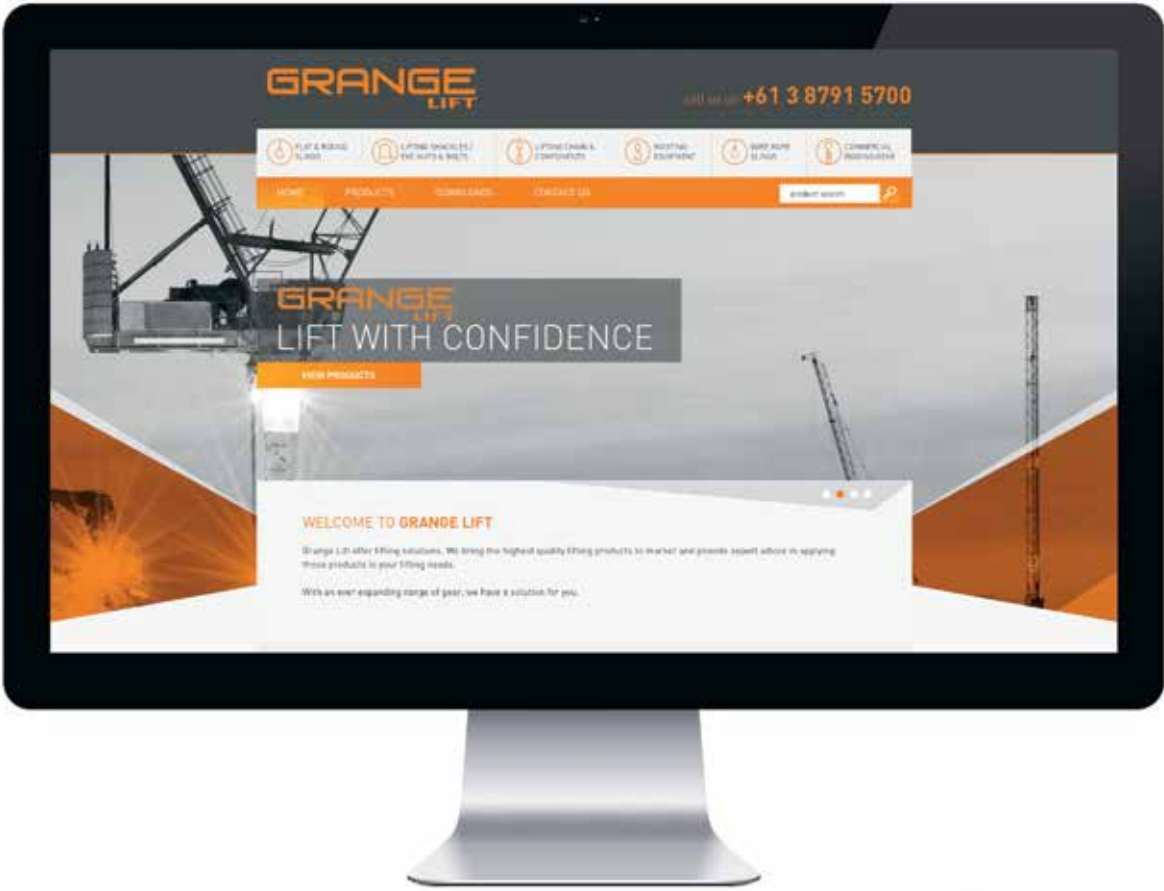 GRANGE
LIFT
call us on +61 3 8791 5700
FLAT & ROUND
SLINGS
LIFTING SHACKLES /
EYE NUTS & BOLTS
LIFTING CHAIN &
COMPONENTS
HOISTING
EQUIPMENT
WIRE ROPE
SLINGS
COMMERCIAL
HOME
PRODUCTS
DOWNLOADS
CONTACT US
product search
GRANGE
LIFT
LIFT WITH CONFIDENCE
VIEW PRODUCTS
WELCOME TO GRANGE LIFT
Grange Lift offer lifting solutions. We bring the highest quality lifting products to market and provide expert advice in applying
those products to your lifting needs.
With an ever expanding range of gear, we have a solution for you.